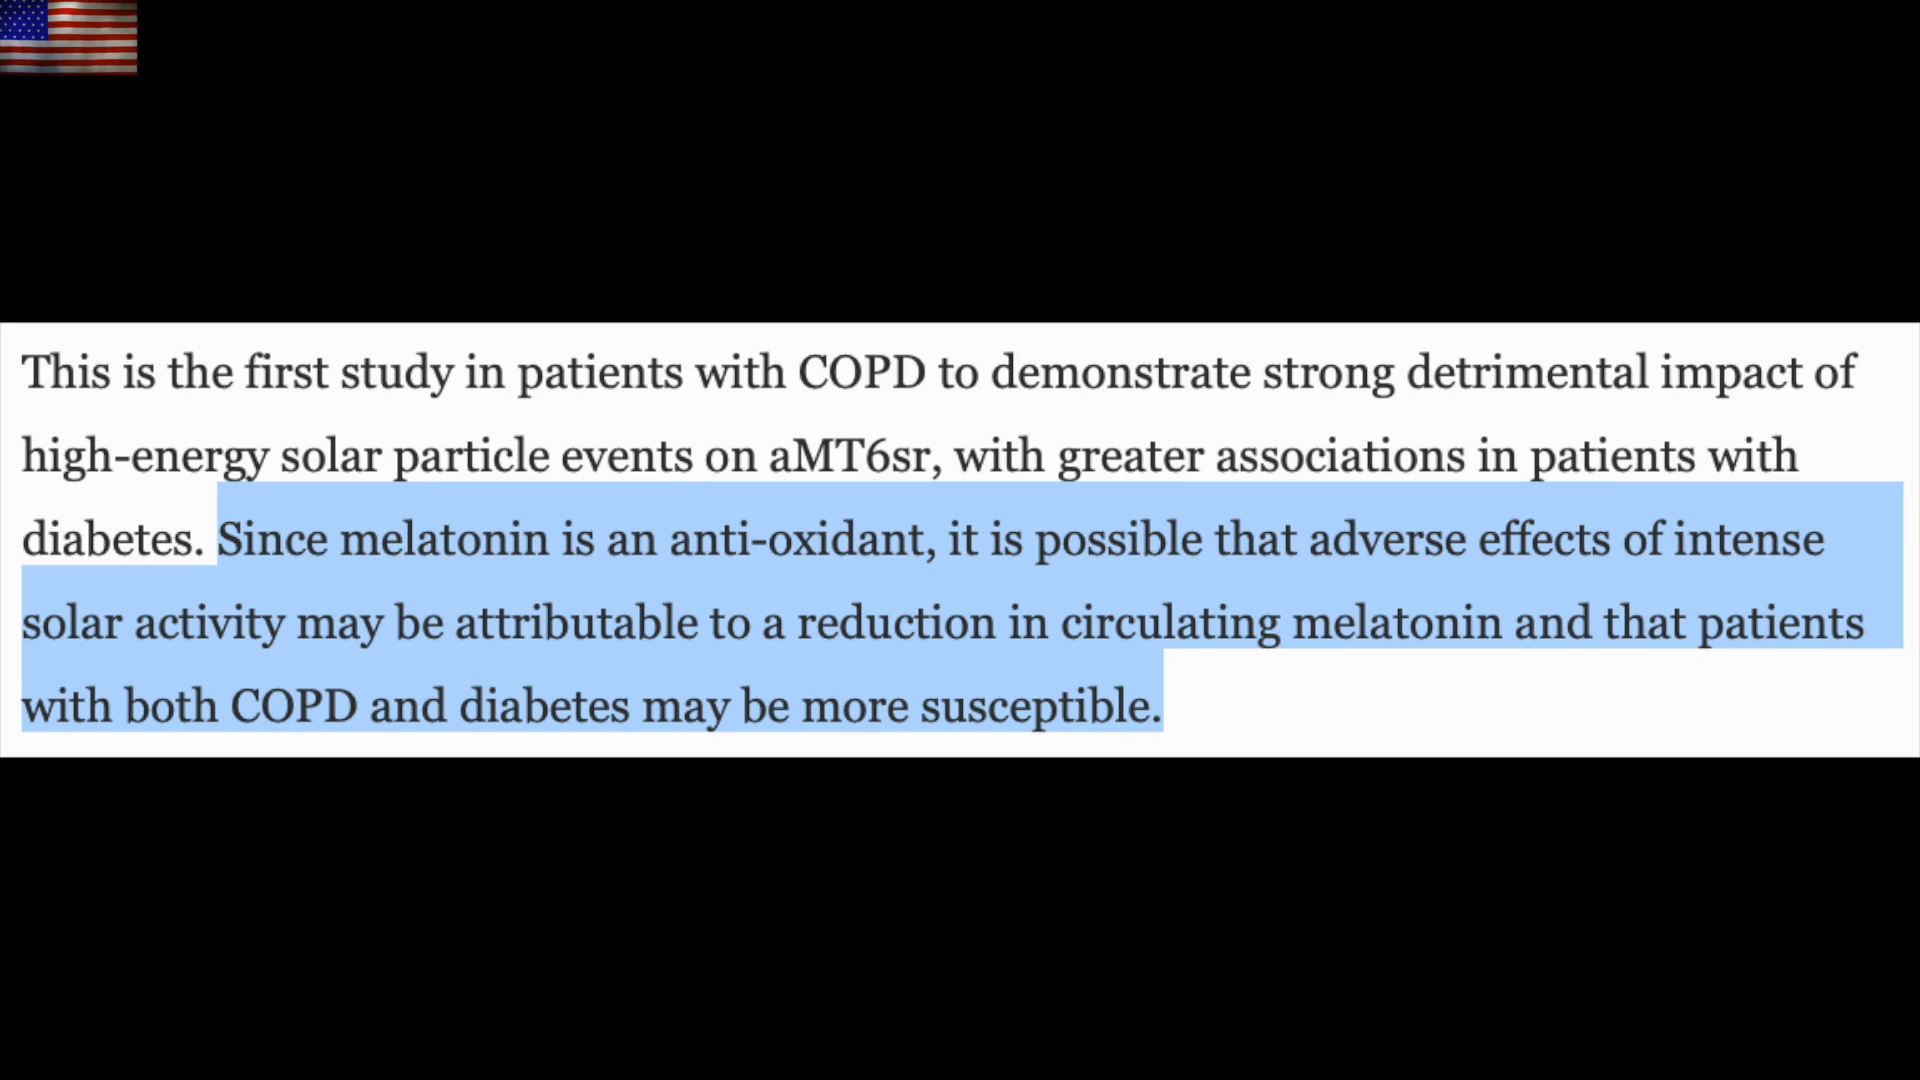 This is the first study in patients with COPD to demonstrate strong detrimental impact of
high-energy solar particle events on aMT6sr, with greater associations in patients with
diabetes. Since melatonin is an anti-oxidant, it is possible that adverse effects of intense
solar activity may be attributable to a reduction in circulating melatonin and that patients
with both COPD and diabetes may be more susceptible.